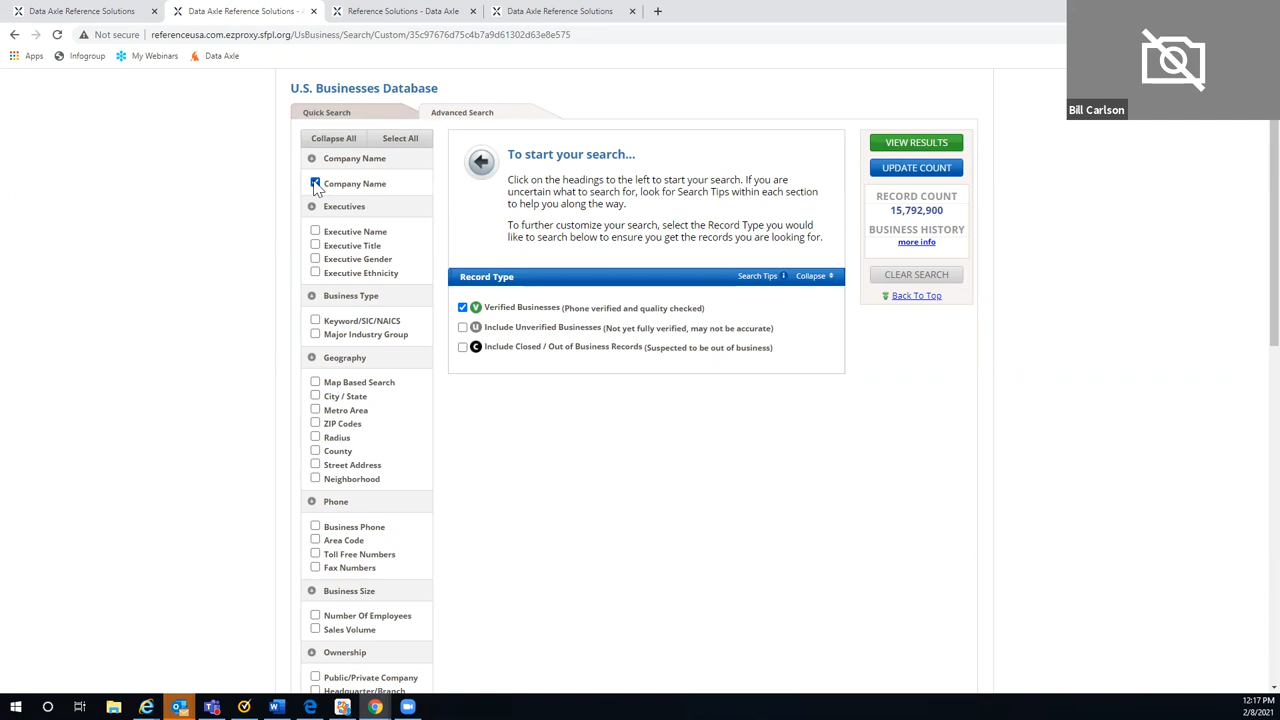 Data Axle Reference Solutions
Data Axle Reference Solutions -
Reference Solutions - Data Axle
Data Axle Reference Solutions
Not secure
referenceusa.com.ezproxy.sfpl.org/UsBusiness/Search/Custom/35c97676d75c4b7a9d61302d63e8e575
Apps
Infogroup
My Webinars
Data Axle
Bill Carlson
U.S. Businesses Database
Quick Search
Advanced Search
Collapse All
Select All
Company Name
Company Name
Executives
Executive Name
Executive Title
Executive Gender
Executive Ethnicity
Business Type
Keyword/SIC/NAICS
Major Industry Group
Geography
Map Based Search
City / State
Metro Area
ZIP Codes
Radius
County
Street Address
Neighborhood
Phone
Business Phone
Area Code
Toll Free Numbers
Fax Numbers
Business Size
Number Of Employees
Sales Volume
Ownership
Public/Private Company
Headquarter/Branch
To start your search...
Click on the headings to the left to start your search. If you are
uncertain what to search for, look for Search Tips within each section
to help you along the way.
To further customize your search, select the Record Type you would
like to search below to ensure you get the records you are looking for.
Record Type
Search Tips
Collapse
V Verified Businesses (Phone verified and quality checked)
U Include Unverified Businesses (Not yet fully verified, may not be accurate)
C Include Closed / Out of Business Records (Suspected to be out of business)
VIEW RESULTS
UPDATE COUNT
RECORD COUNT
15,792,900
BUSINESS HISTORY
more info
CLEAR SEARCH
Back To Top
12:17 PM
2/8/2021